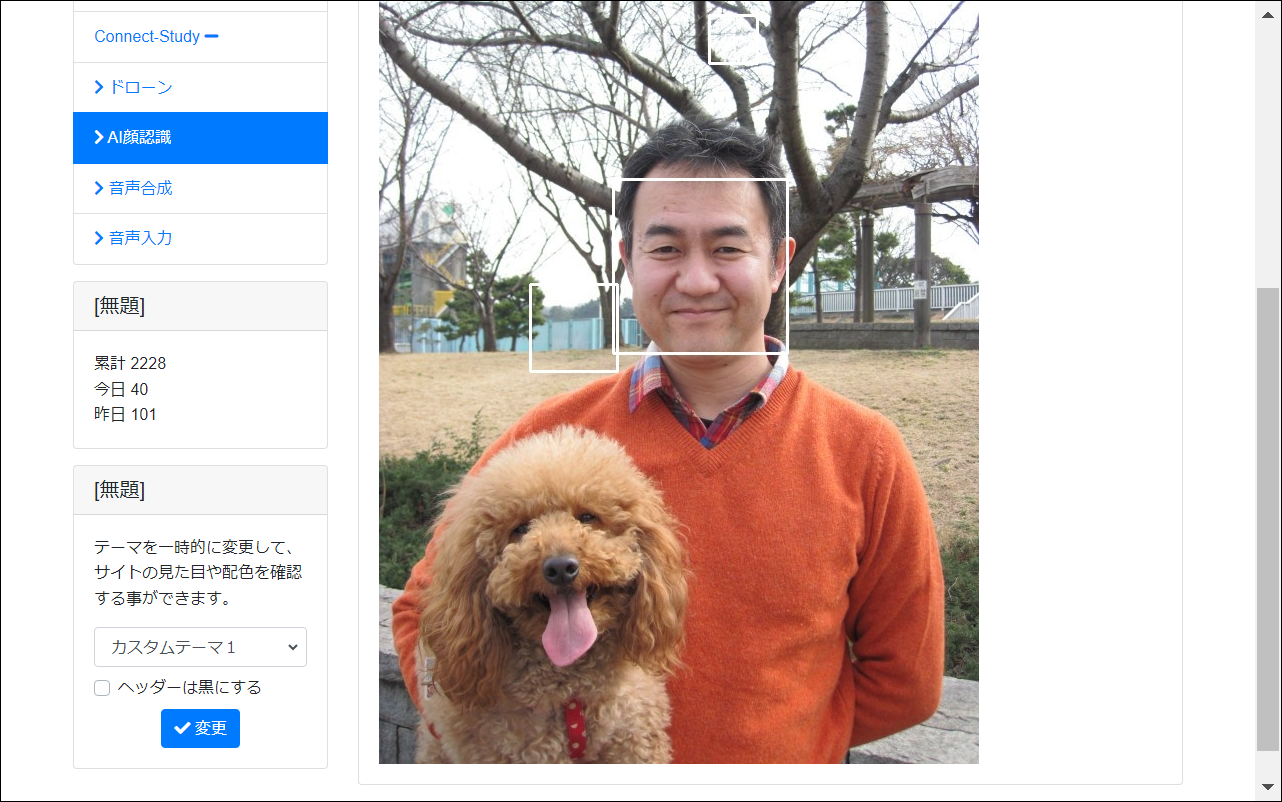 Connect-Study
ドローン
AI顔認識
音声合成
音声入力
[無題]
累計 2228
今日 40
昨日 101
[無題]
テーマを一時的に変更して、
サイトの見た目や配色を確認
する事ができます。
カスタムテーマ１
ヘッダーは黒にする
変更